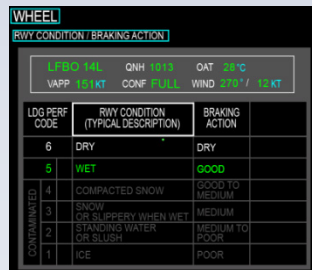 WHEEL
RWY CONDITION / BRAKING ACTION
LFBO 14L QNH 1013 OAT 28°C
VAPP 151KT CONF FULL WIND 270°/ 12 KT
LDG PERF CODE
RWY CONDITION (TYPICAL DESCRIPTION)
BRAKING ACTION
6 DRY DRY
5 WET GOOD
CONTAMINATED
4 COMPACTED SNOW GOOD TO MEDIUM
3 SNOW OR SLIPPERY WHEN WET MEDIUM
2 STANDING WATER OR SLUSH MEDIUM TO POOR
1 ICE POOR